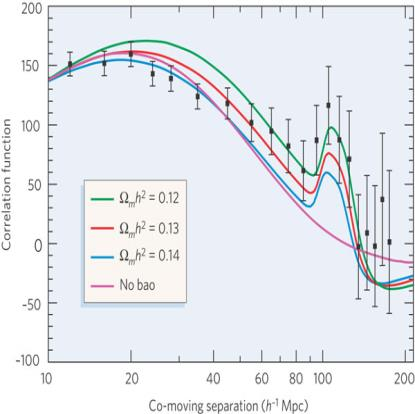 200
150
100
50
0
-50
-100
Correlation function
Ωₘh² = 0.12
Ωₘh² = 0.13
Ωₘh² = 0.14
No bao
10 20 40 60 80 100 200
Co-moving separation (h⁻¹ Mpc)